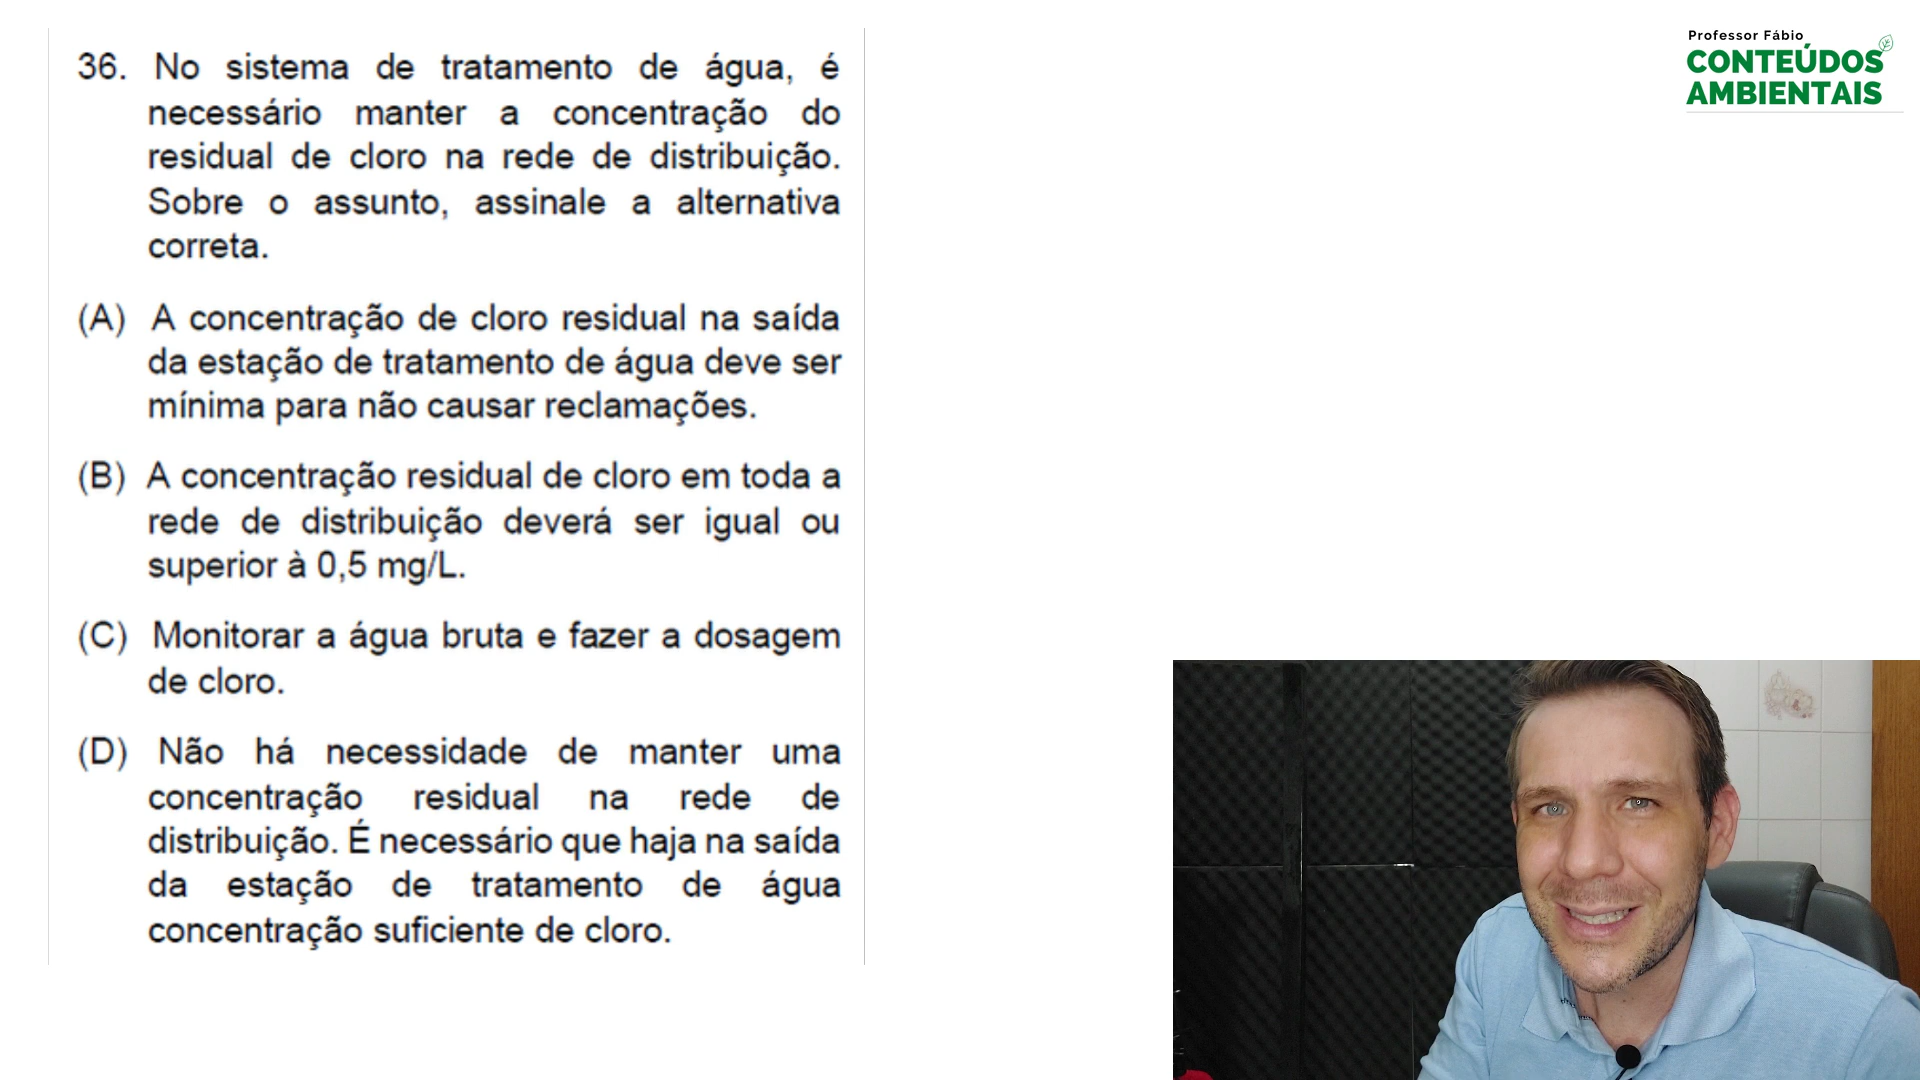 36. No sistema de tratamento de água, é
necessário manter a concentração do
residual de cloro na rede de distribuição.
Sobre o assunto, assinale a alternativa
correta.
(A) A concentração de cloro residual na saída
da estação de tratamento de água deve ser
mínima para não causar reclamações.
(B) A concentração residual de cloro em toda a
rede de distribuição deverá ser igual ou
superior à 0,5 mg/L.
(C) Monitorar a água bruta e fazer a dosagem
de cloro.
(D) Não há necessidade de manter uma
concentração residual na rede de
distribuição. É necessário que haja na saída
da estação de tratamento de água
concentração suficiente de cloro.
Professor Fábio
CONTEÚDOS
AMBIENTAIS